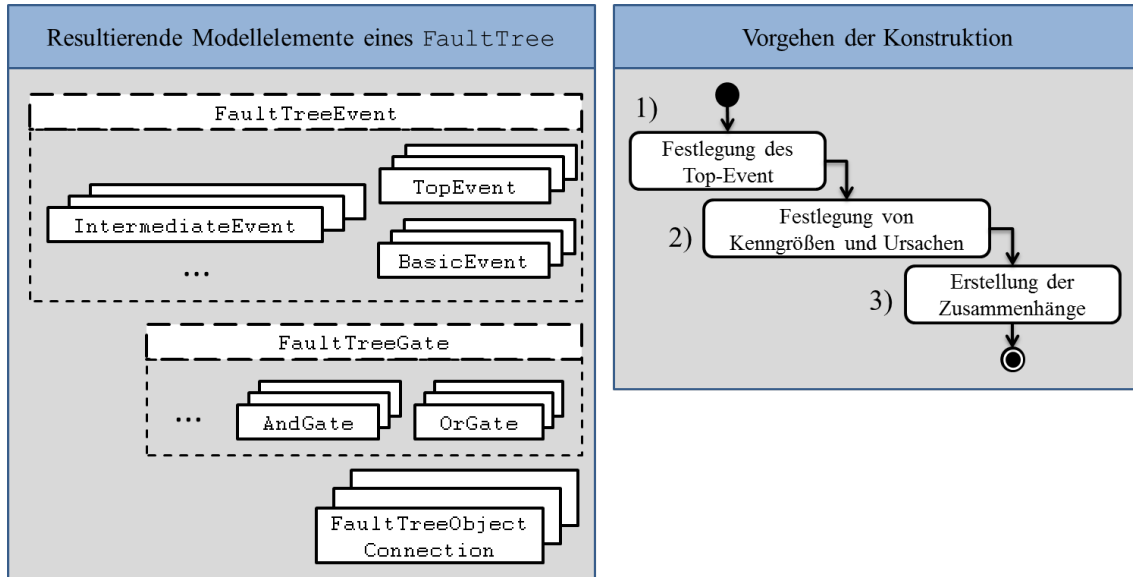 Resultierende Modellelemente eines FaultTree
FaultTreeEvent
TopEvent
IntermediateEvent
BasicEvent
...
FaultTreeGate
...
AndGate
OrGate
FaultTreeObject
Connection
Vorgehen der Konstruktion
1)
Festlegung des
Top-Event
2)
Festlegung von
Kenngrößen und Ursachen
3)
Erstellung der
Zusammenhänge